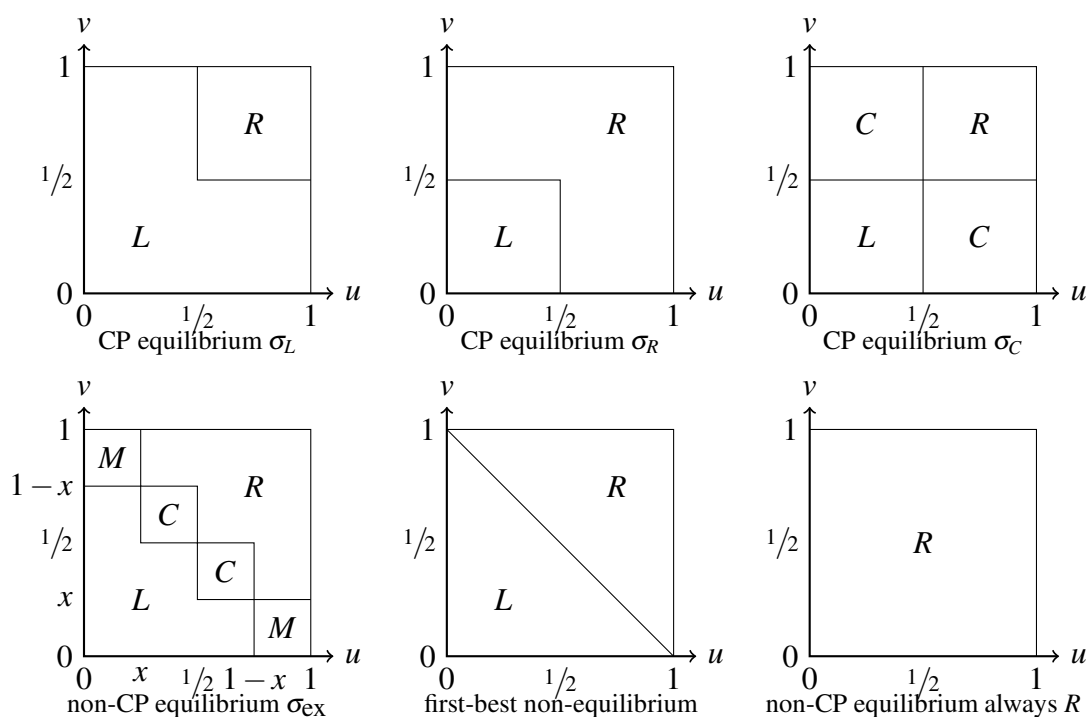 v v v
1 1 1
R C R
1/2 1/2 1/2
L L L C
0 u 0 u 0 u
0 1/2 1 0 1/2 1 0 1/2 1
CP equilibrium σL CP equilibrium σR CP equilibrium σC
v v v
1 1 1
M
1 − x R R
C
1/2 1/2 1/2 R
C
x L L
M
0 u 0 u 0 u
0 x 1/2 1 − x 1 0 1/2 1 0 1/2 1
non-CP equilibrium σex first-best non-equilibrium non-CP equilibrium always R